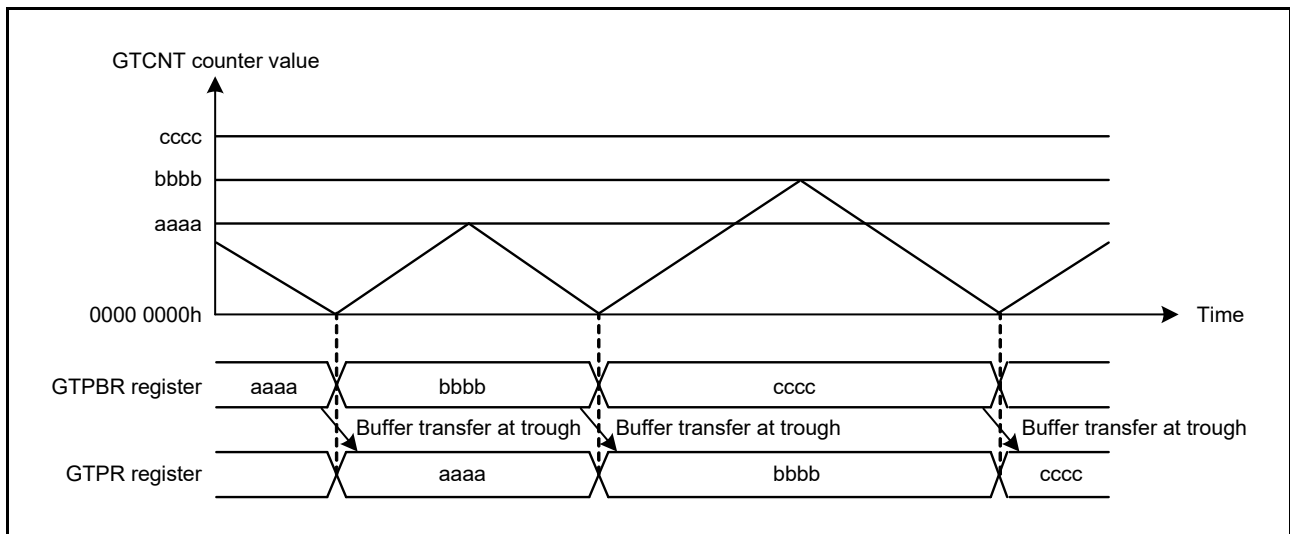 GTCNT counter value
cccc
bbbb
aaaa
0000 0000h
Time
GTPBR register
aaaa
bbbb
cccc
Buffer transfer at trough
Buffer transfer at trough
Buffer transfer at trough
GTPR register
aaaa
bbbb
cccc